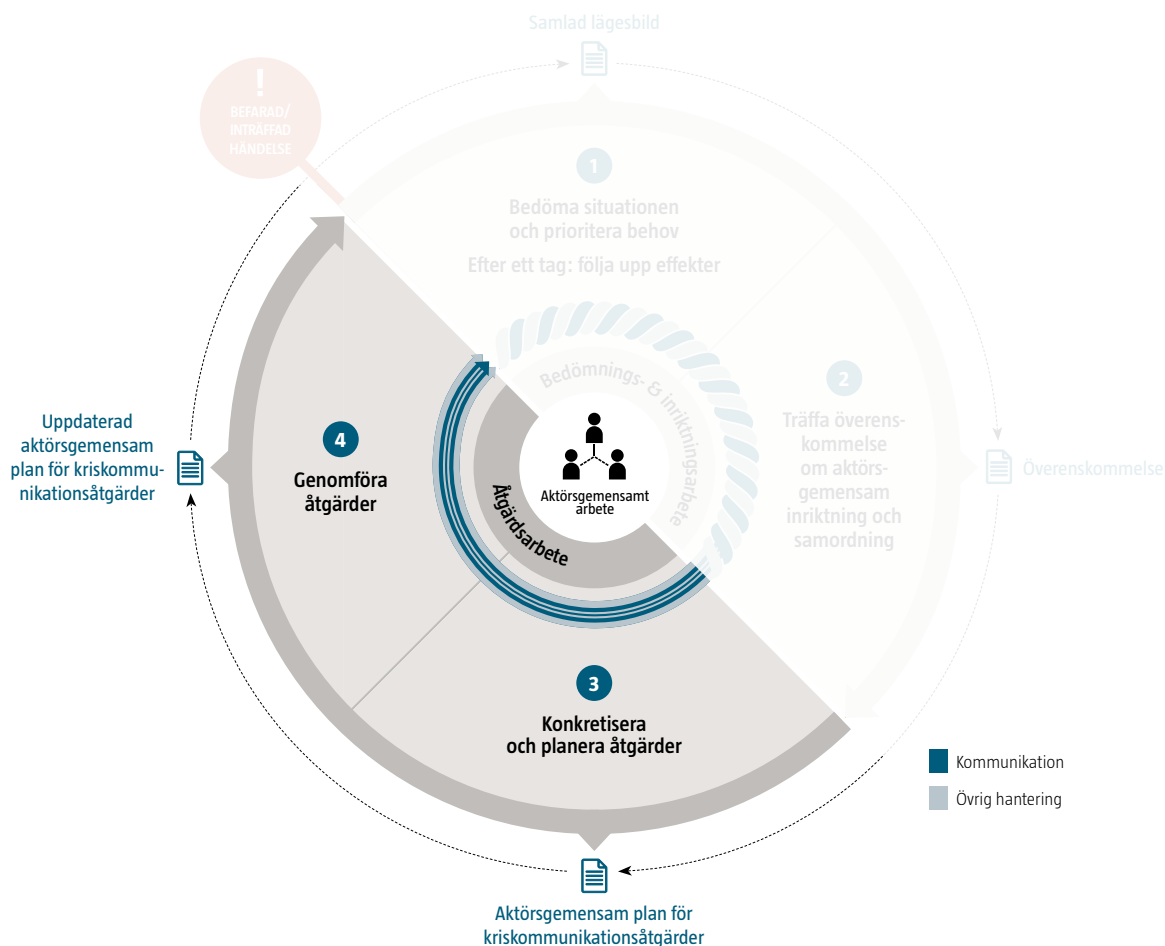 Samlad lägesbild
!
BEFARAD/
INTRÄFFAD
HÄNDELSE
1
Bedöma situationen
och prioritera behov
Efter ett tag: följa upp effekter
Bedömnings- & inriktningsarbete
2
Träffa överens-
kommelse
om aktörs-
gemensam
inriktning och
samordning
Överenskommelse
Uppdaterad
aktörsgemensam
plan för kriskommu-
nikationsåtgärder
4
Genomföra
åtgärder
Åtgärdsarbete
Aktörsgemensamt
arbete
3
Konkretisera
och planera åtgärder
Kommunikation
Övrig hantering
Aktörsgemensam plan för
kriskommunikationsåtgärder